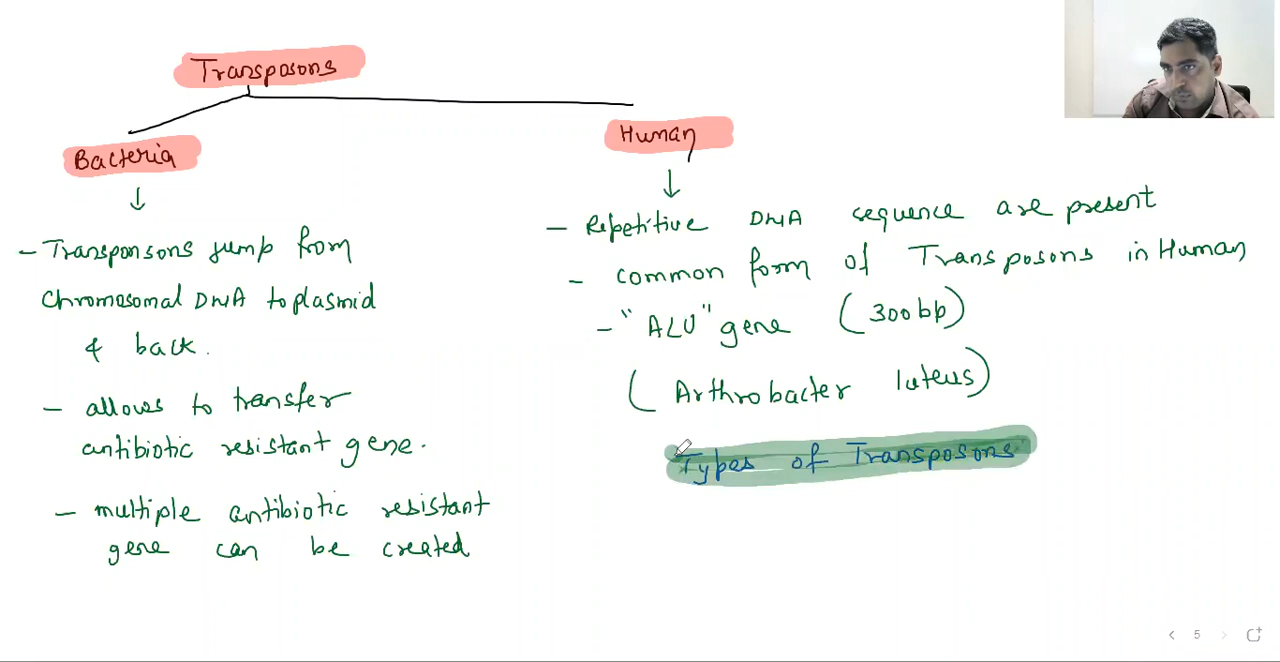 Transposons
Bacteria
- Transponsons jump from
chromosomal DNA to plasmid
& back.
- allows to transfer
antibiotic resistant gene.
- multiple antibiotic resistant
gene can be created
Human
- Repetitive DNA sequence are present
- common form of Transposons in Human
- "ALU" gene (300bp)
(Arthrobacter luteus)
Types of Transposons
< 5 >